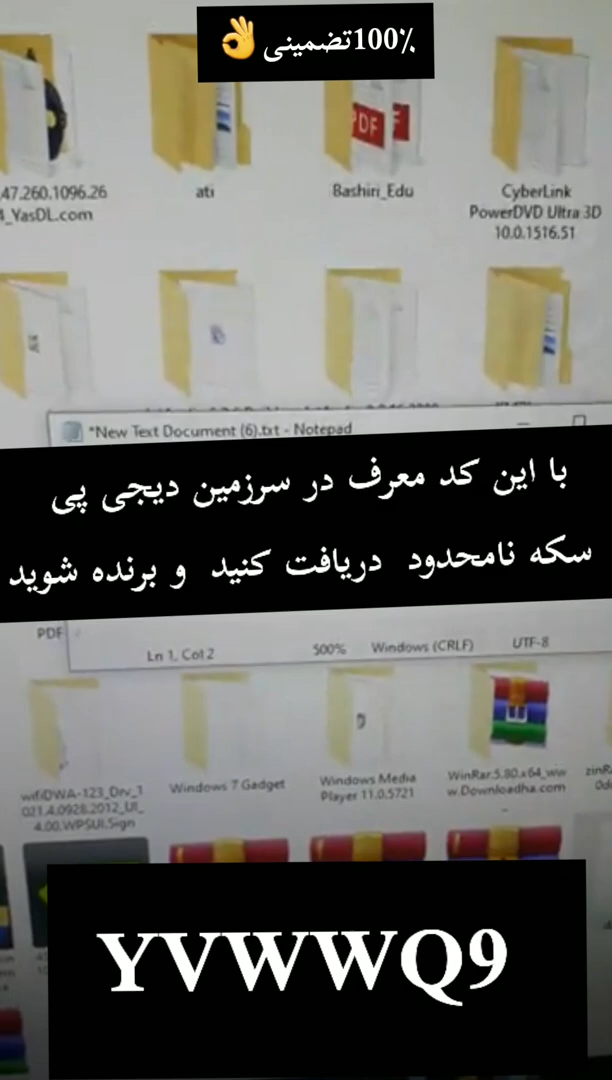 100٪تضمینی👌
47.260.1096.26
4_YasDL.com
ati
PDF
Bashiri_Edu
CyberLink
PowerDVD Ultra 3D
10.0.1516.51
*New Text Document (6).txt - Notepad
با این کد معرف در سرزمین دیجی پی
سکه نامحدود دریافت کنید و برنده شوید
PDF
Ln 1, Col 2
500%
Windows (CRLF)
UTF-8
wifiDWA-123_Drv_1
021.4.0928.2012_UI_
4.00.WPSUI.Sign
Windows 7 Gadget
Windows Media
Player 11.0.5721
WinRar.5.80.x64_ww
w.Downloadha.com
YVWWQ9